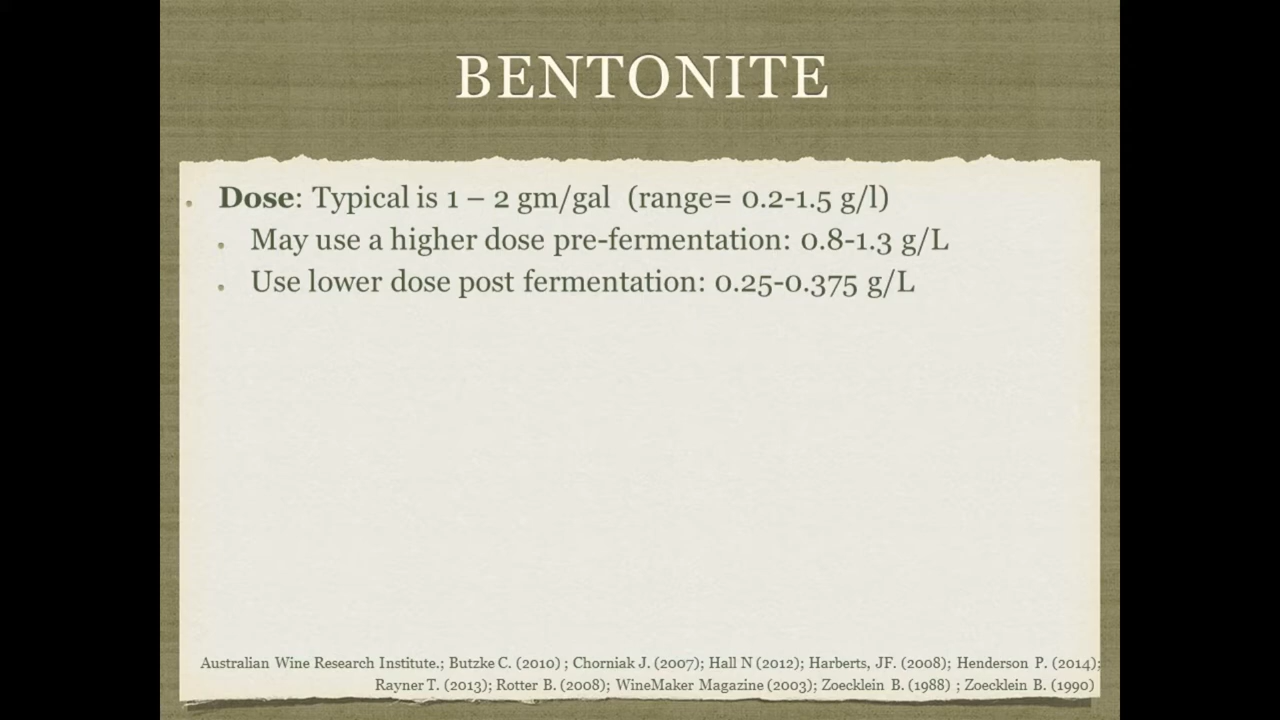 BENTONITE
Dose: Typical is 1 – 2 gm/gal (range= 0.2-1.5 g/l)
May use a higher dose pre-fermentation: 0.8-1.3 g/L
Use lower dose post fermentation: 0.25-0.375 g/L
Australian Wine Research Institute.; Butzke C. (2010) ; Chorniak J. (2007); Hall N (2012); Harberts, JF. (2008); Henderson P. (2014);
Rayner T. (2013); Rotter B. (2008); WineMaker Magazine (2003); Zoecklein B. (1988) ; Zoecklein B. (1990)